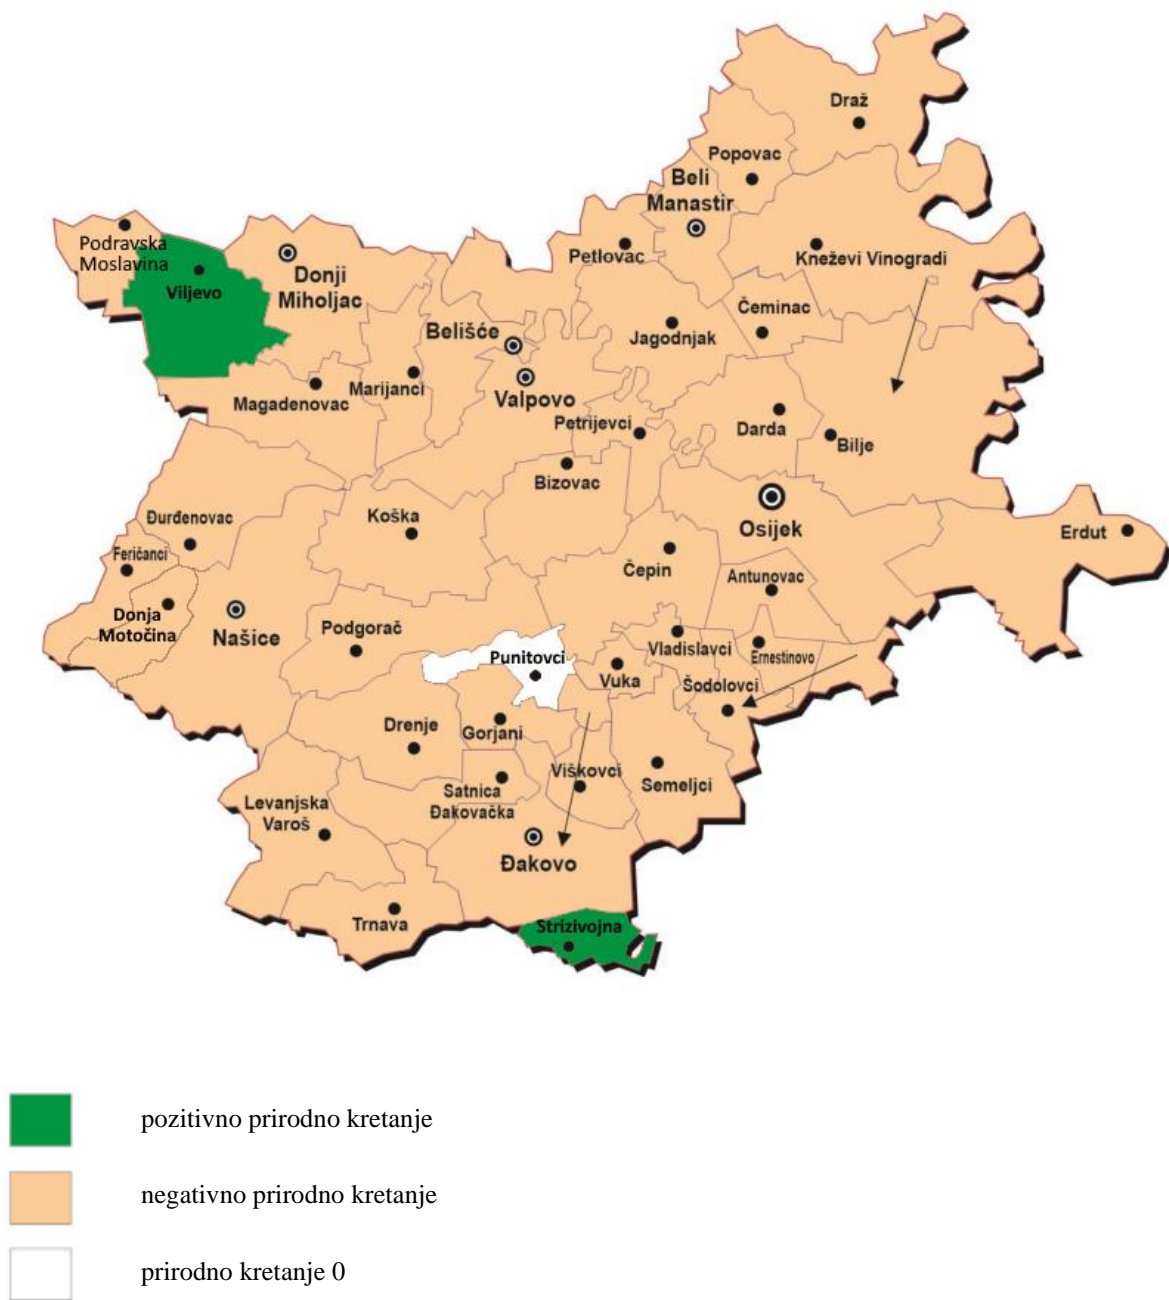 Draž
Popovac
Beli
Manastir
Podravska
Moslavina
Petlovac
Kneževi Vinogradi
Donji
Miholjac
Viljevo
Čeminac
Belišće
Jagodnjak
Marijanci
Valpovo
Magadenovac
Petrijevci
Darda
Bilje
Bizovac
Koška
Osijek
Đurđenovac
Erdut
Feričanci
Čepin
Antunovac
Donja
Motočina
Našice
Podgorač
Vladislavci
Punitovci
Ernestinovo
Vuka
Šodolovci
Drenje
Gorjani
Viškovci
Semeljci
Satnica
Đakovačka
Levanjska
Varoš
Đakovo
Trnava
Strizivojna
pozitivno prirodno kretanje
negativno prirodno kretanje
prirodno kretanje 0